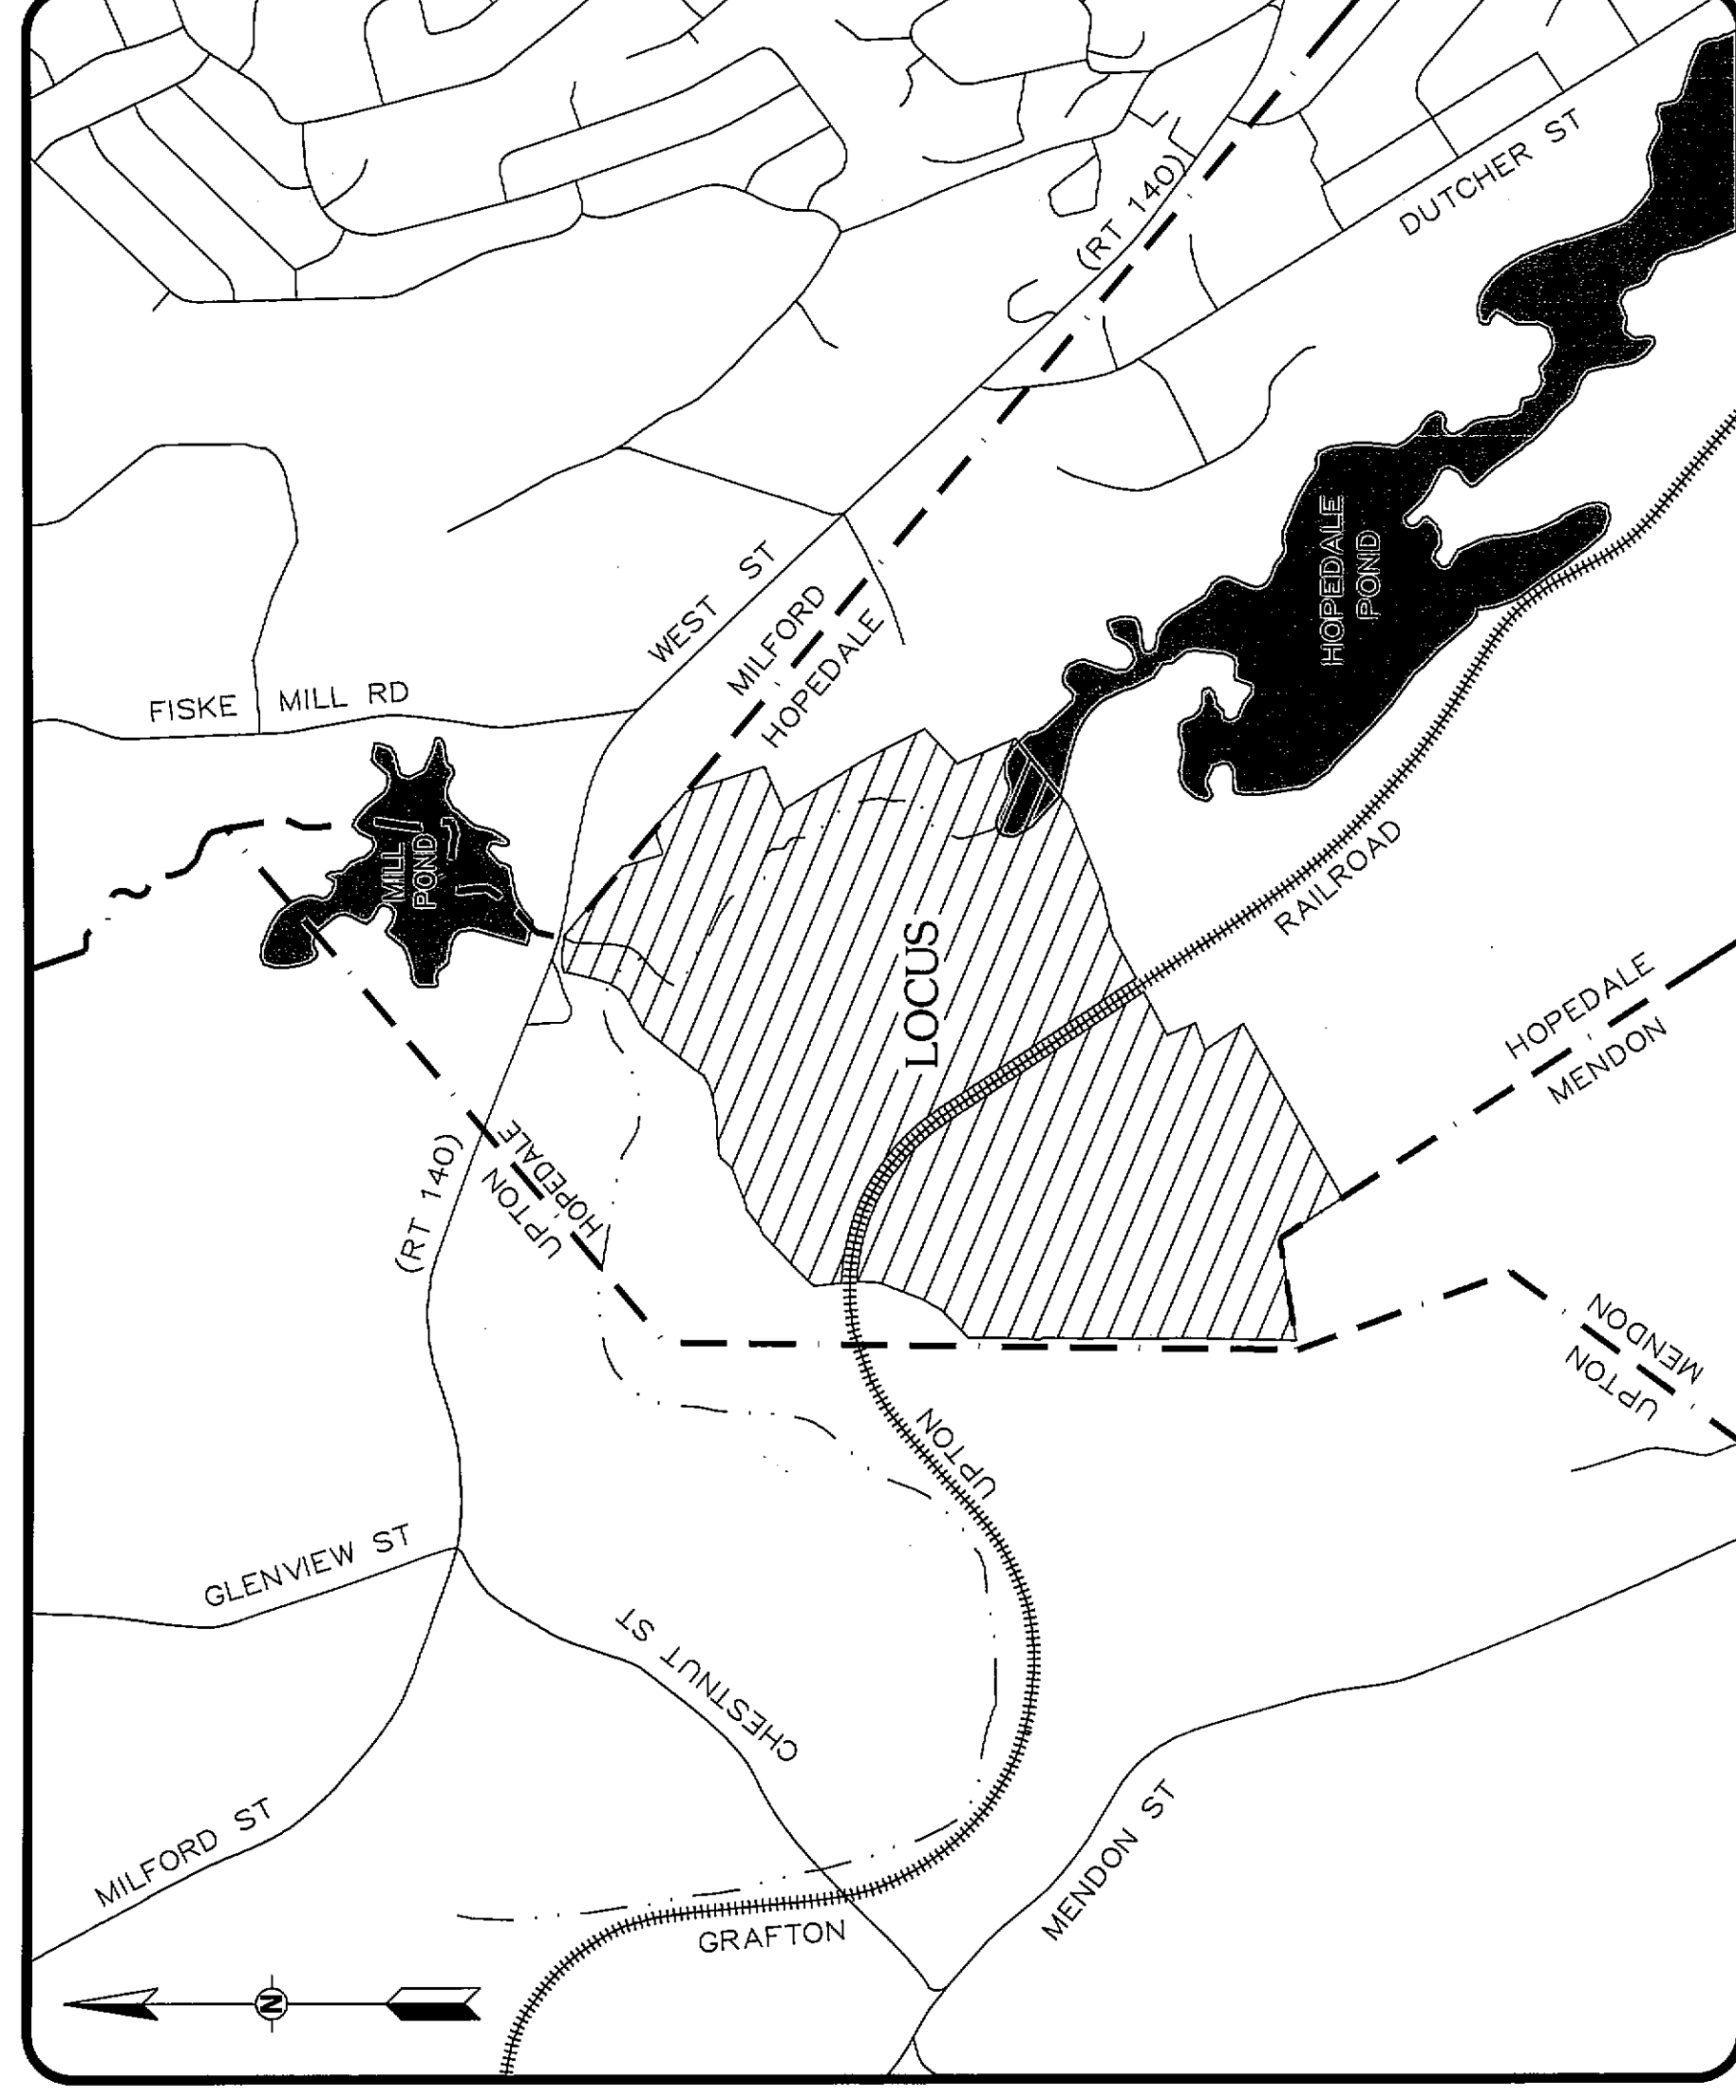 (RT 140)
DUTCHER ST
WEST ST
MILFORD
HOPEDALE
FISKE MILL RD
HOPEDALE
POND
MILL
POND
LOCUS
RAILROAD
HOPEDALE
MENDON
(RT 140)
UPTON
HOPEDALE
MENDON
UPTON
UPTON
GLENVIEW ST
CHESTNUT ST
MILFORD ST
MENDON ST
GRAFTON
N